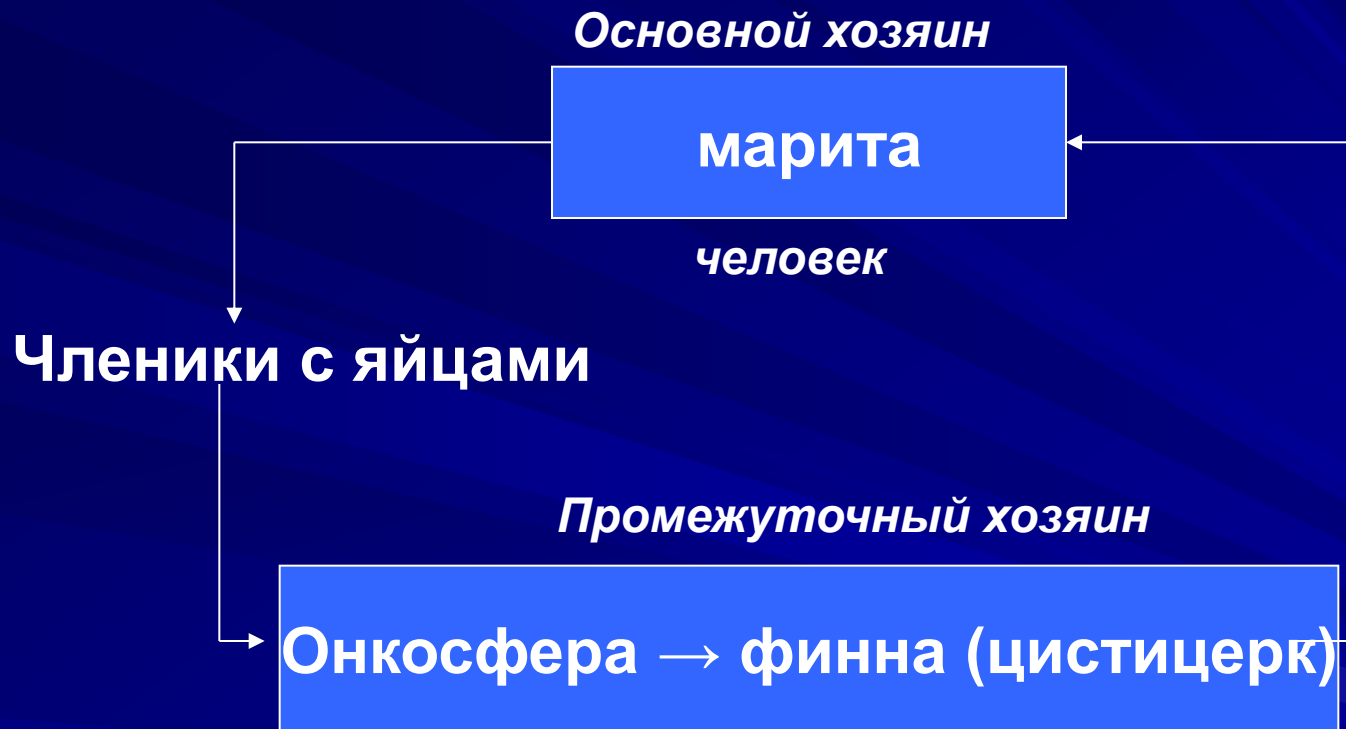 Основной хозяин
марита
человек
Членики с яйцами
Промежуточный хозяин
Онкосфера → финна (цистицерк)